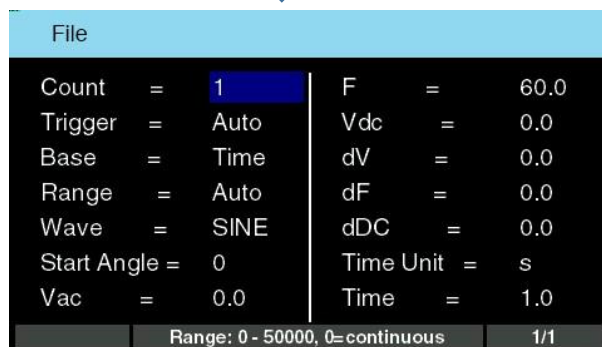 File
Count = 1
Trigger = Auto
Base = Time
Range = Auto
Wave = SINE
Start Angle = 0
Vac = 0.0
F = 60.0
Vdc = 0.0
dV = 0.0
dF = 0.0
dDC = 0.0
Time Unit = s
Time = 1.0
Range: 0 - 50000, 0=continuous
1/1